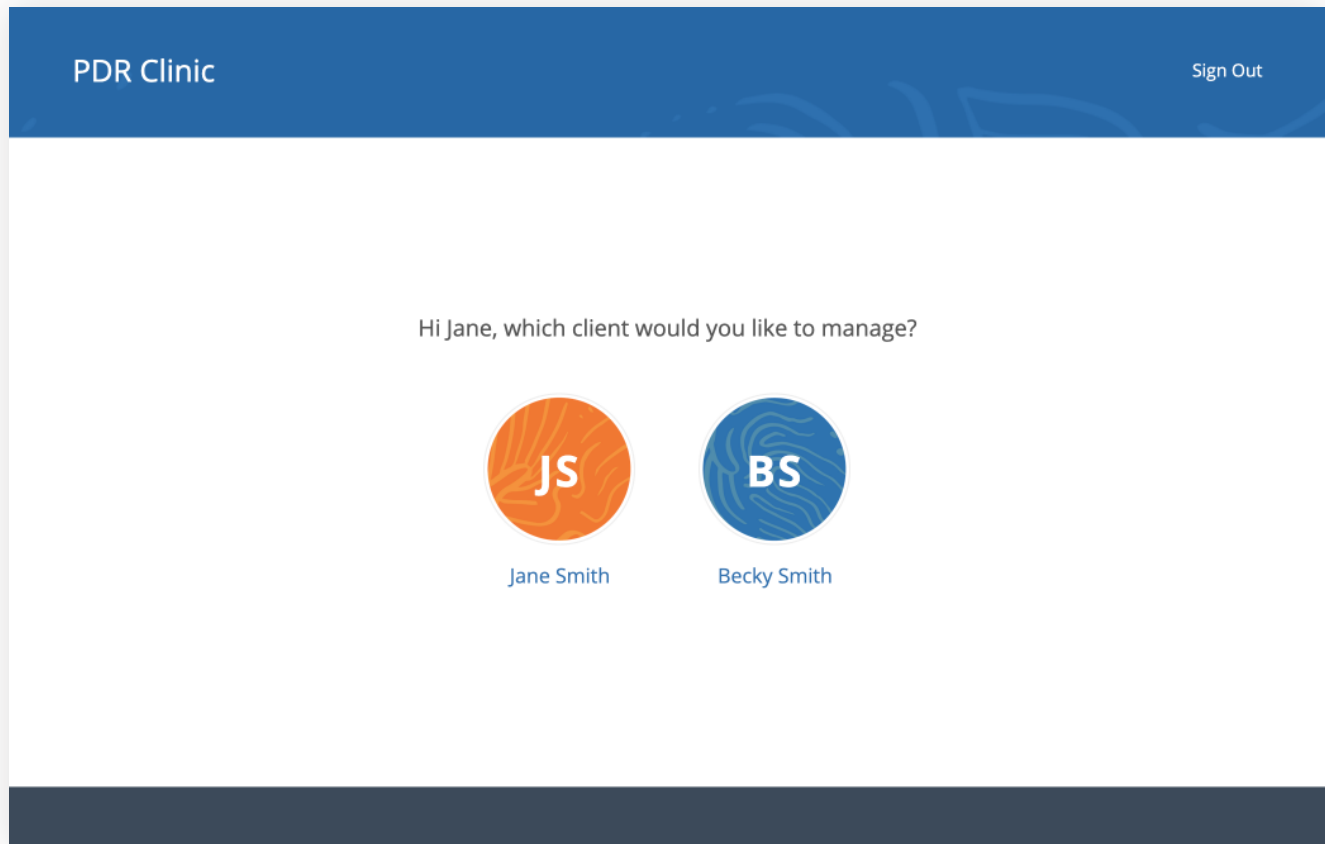 PDR Clinic
Sign Out
Hi Jane, which client would you like to manage?
JS
BS
Jane Smith
Becky Smith